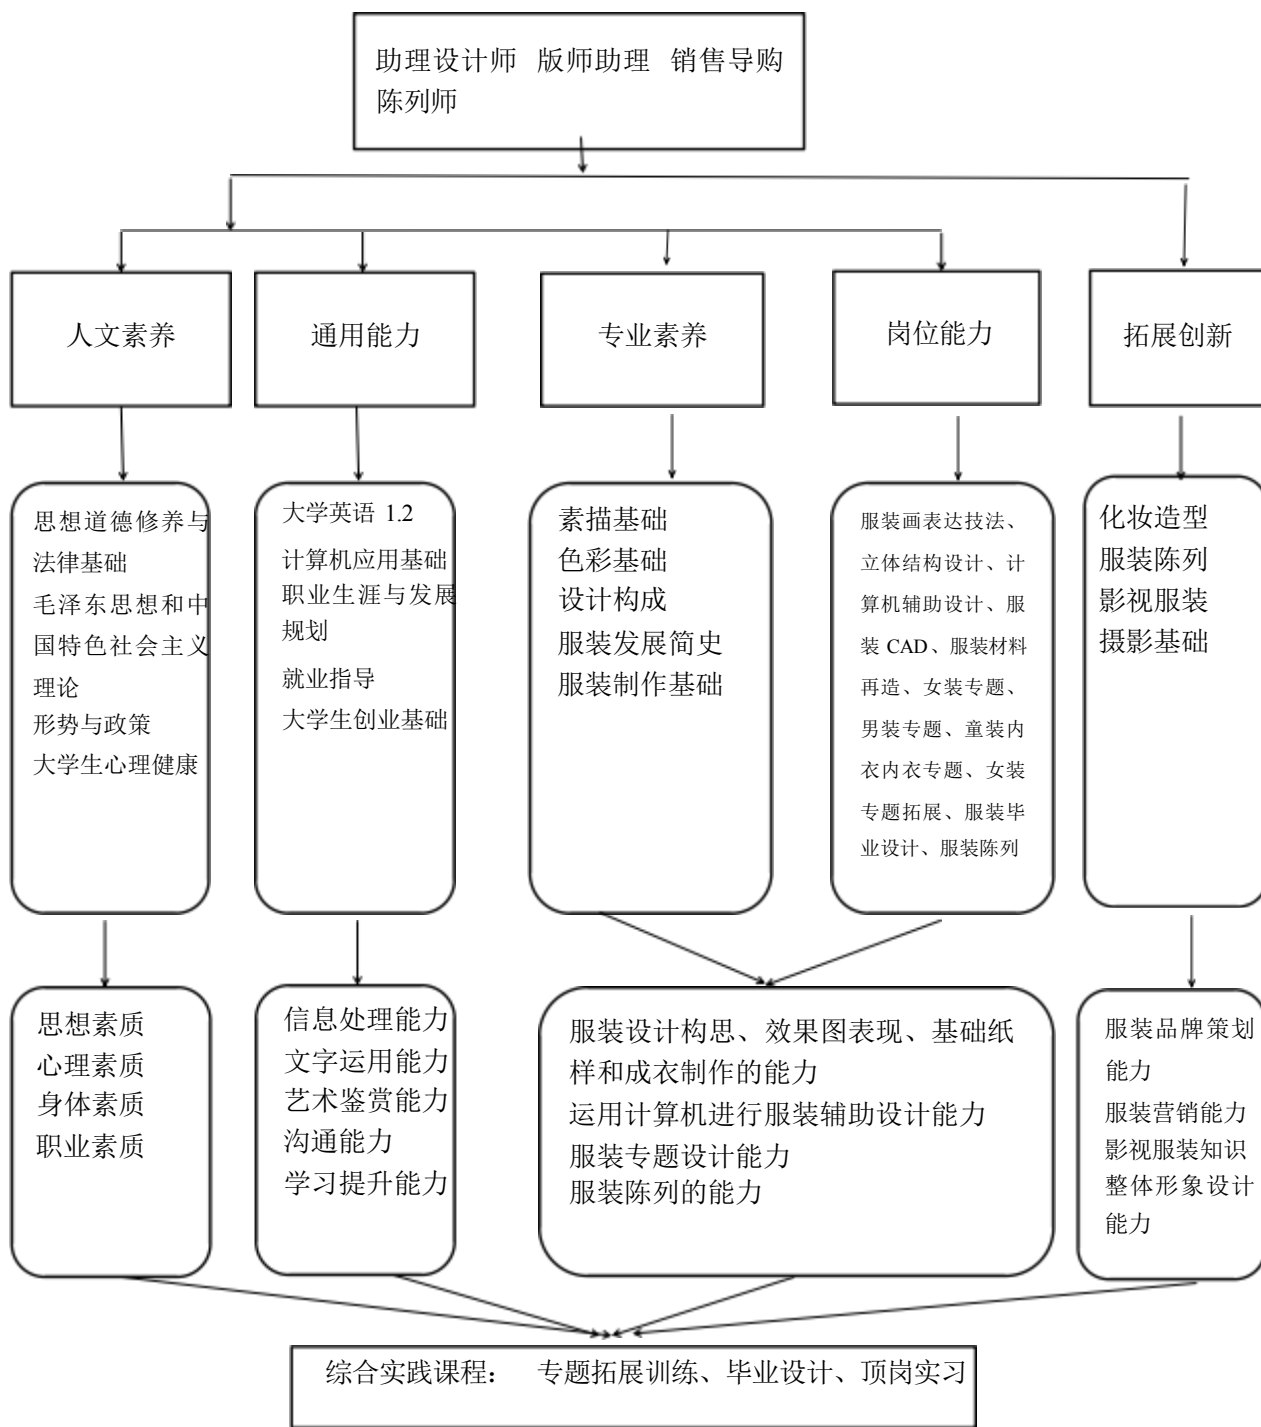 助理设计师 版师助理 销售导购
陈列师
人文素养
通用能力
专业素养
岗位能力
拓展创新
思想道德修养与
法律基础
毛泽东思想和中
国特色社会主义
理论
形势与政策
大学生心理健康
大学英语 1.2
计算机应用基础
职业生涯与发展
规划
就业指导
大学生创业基础
素描基础
色彩基础
设计构成
服装发展简史
服装制作基础
服装画表达技法、
立体结构设计、计
算机辅助设计、服
装 CAD、服装材料
再造、女装专题、
男装专题、童装内
衣内衣专题、女装
专题拓展、服装毕
业设计、服装陈列
化妆造型
服装陈列
影视服装
摄影基础
思想素质
心理素质
身体素质
职业素质
信息处理能力
文字运用能力
艺术鉴赏能力
沟通能力
学习提升能力
服装设计构思、效果图表现、基础纸
样和成衣制作的能力
运用计算机进行服装辅助设计能力
服装专题设计能力
服装陈列的能力
服装品牌策划
能力
服装营销能力
影视服装知识
整体形象设计
能力
综合实践课程： 专题拓展训练、毕业设计、顶岗实习